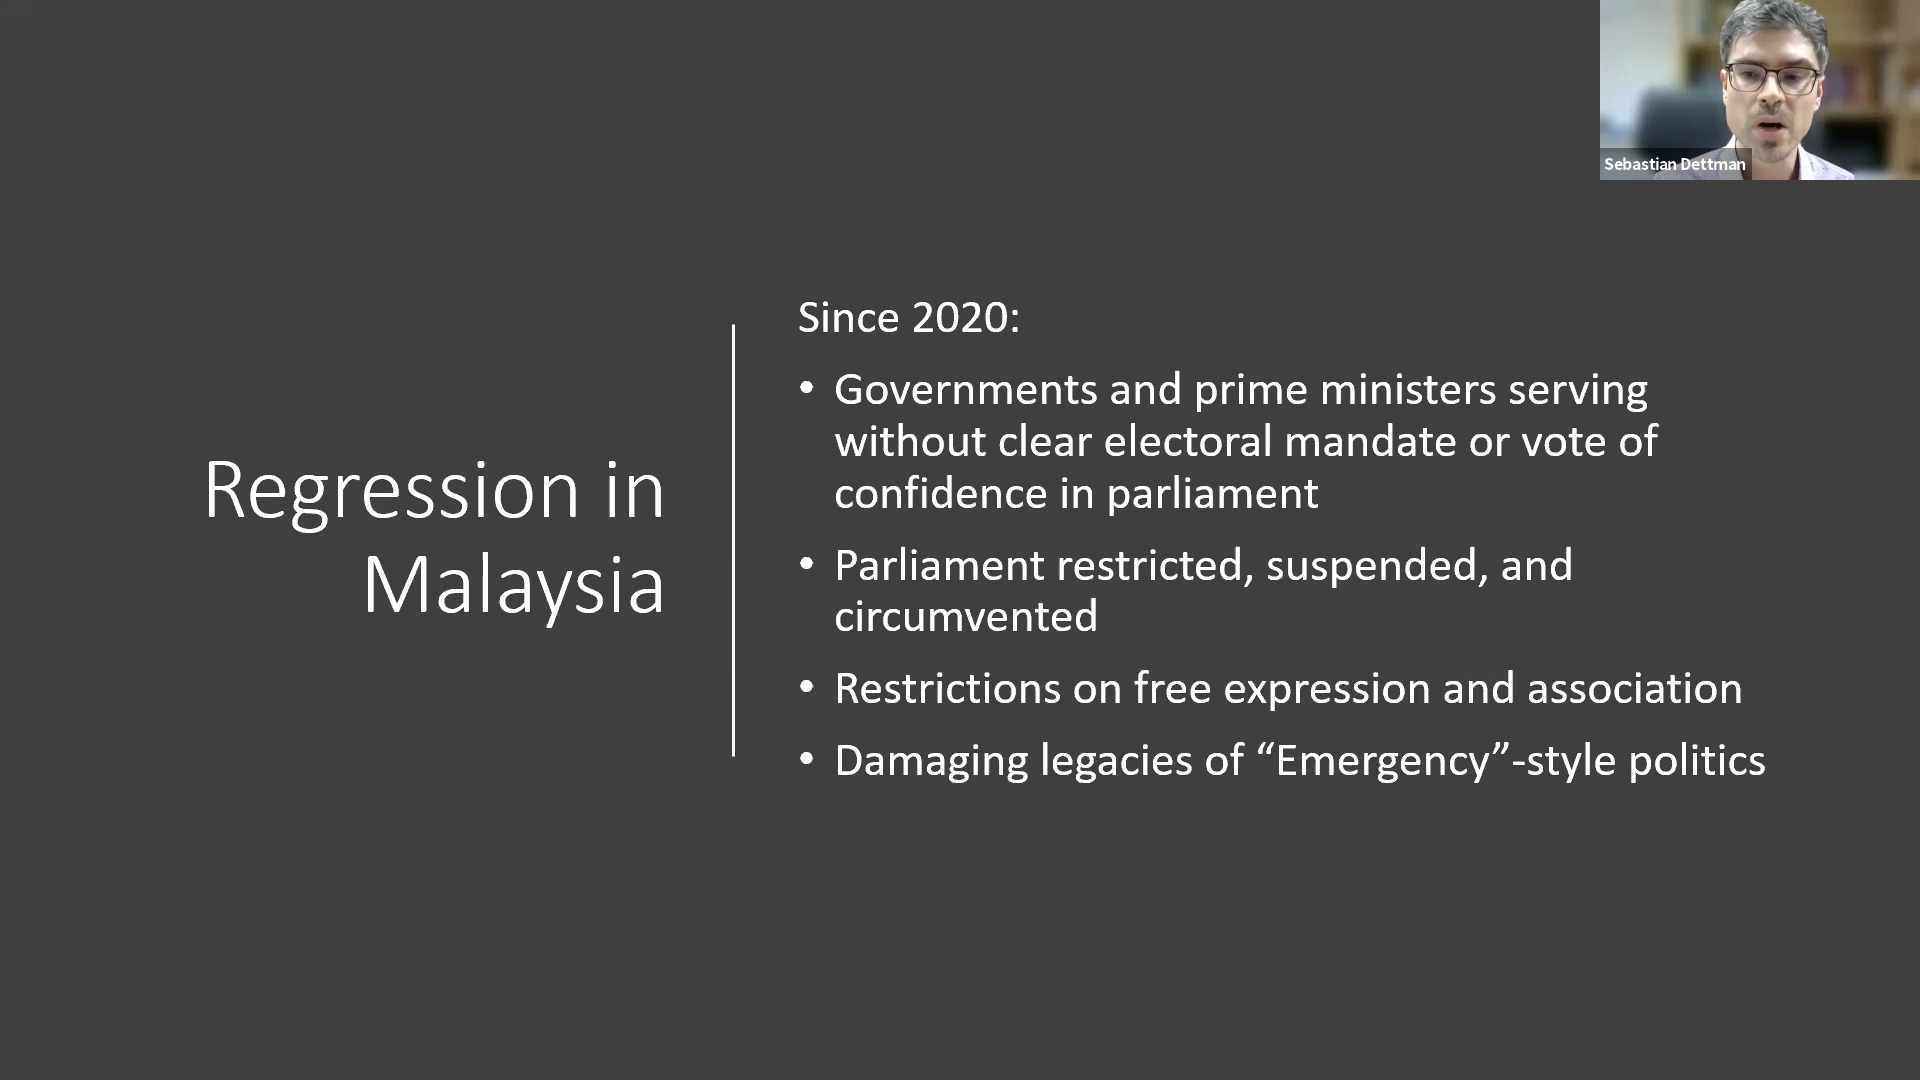 Sebastian Dettman
Regression in
Malaysia
Since 2020:
• Governments and prime ministers serving
without clear electoral mandate or vote of
confidence in parliament
• Parliament restricted, suspended, and
circumvented
• Restrictions on free expression and association
• Damaging legacies of “Emergency”-style politics